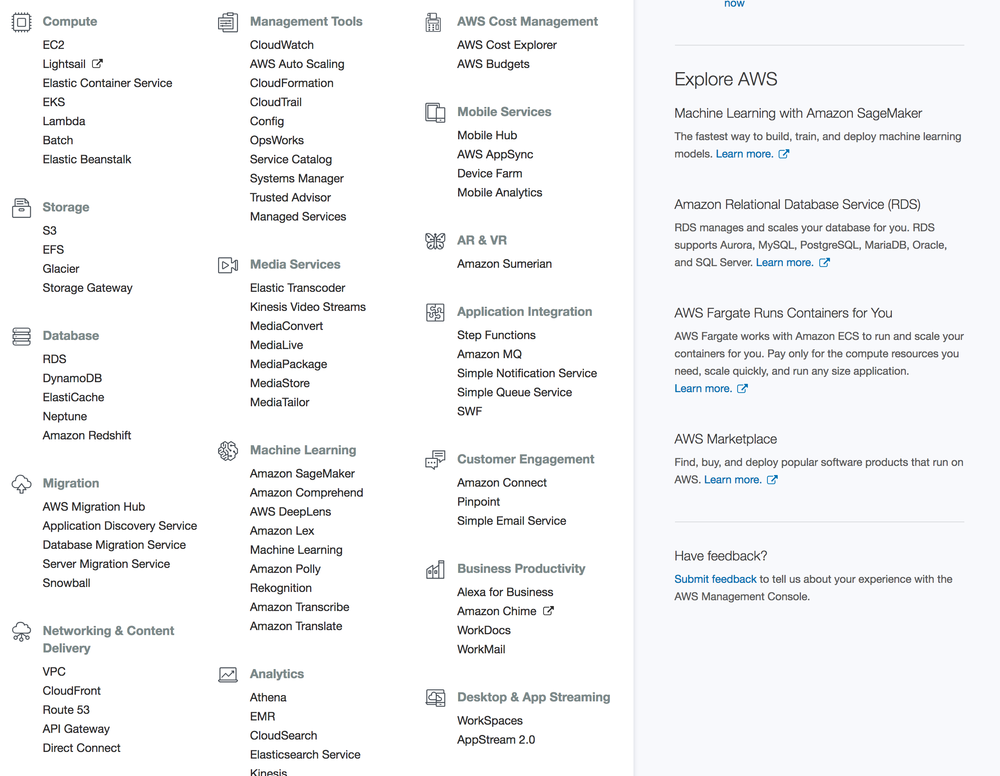 Compute
EC2
Lightsail
Elastic Container Service
EKS
Lambda
Batch
Elastic Beanstalk
Storage
S3
EFS
Glacier
Storage Gateway
Database
RDS
DynamoDB
ElastiCache
Neptune
Amazon Redshift
Migration
AWS Migration Hub
Application Discovery Service
Database Migration Service
Server Migration Service
Snowball
Networking & Content
Delivery
VPC
CloudFront
Route 53
API Gateway
Direct Connect
Management Tools
CloudWatch
AWS Auto Scaling
CloudFormation
CloudTrail
Config
OpsWorks
Service Catalog
Systems Manager
Trusted Advisor
Managed Services
Media Services
Elastic Transcoder
Kinesis Video Streams
MediaConvert
MediaLive
MediaPackage
MediaStore
MediaTailor
Machine Learning
Amazon SageMaker
Amazon Comprehend
AWS DeepLens
Amazon Lex
Machine Learning
Amazon Polly
Rekognition
Amazon Transcribe
Amazon Translate
Analytics
Athena
EMR
CloudSearch
Elasticsearch Service
Kinesis
AWS Cost Management
AWS Cost Explorer
AWS Budgets
Mobile Services
Mobile Hub
AWS AppSync
Device Farm
Mobile Analytics
AR & VR
Amazon Sumerian
Application Integration
Step Functions
Amazon MQ
Simple Notification Service
Simple Queue Service
SWF
Customer Engagement
Amazon Connect
Pinpoint
Simple Email Service
Business Productivity
Alexa for Business
Amazon Chime
WorkDocs
WorkMail
Desktop & App Streaming
WorkSpaces
AppStream 2.0
now
Explore AWS
Machine Learning with Amazon SageMaker
The fastest way to build, train, and deploy machine learning
models. Learn more.
Amazon Relational Database Service (RDS)
RDS manages and scales your database for you. RDS
supports Aurora, MySQL, PostgreSQL, MariaDB, Oracle,
and SQL Server. Learn more.
AWS Fargate Runs Containers for You
AWS Fargate works with Amazon ECS to run and scale your
containers for you. Pay only for the compute resources you
need, scale quickly, and run any size application.
Learn more.
AWS Marketplace
Find, buy, and deploy popular software products that run on
AWS. Learn more.
Have feedback?
Submit feedback to tell us about your experience with the
AWS Management Console.